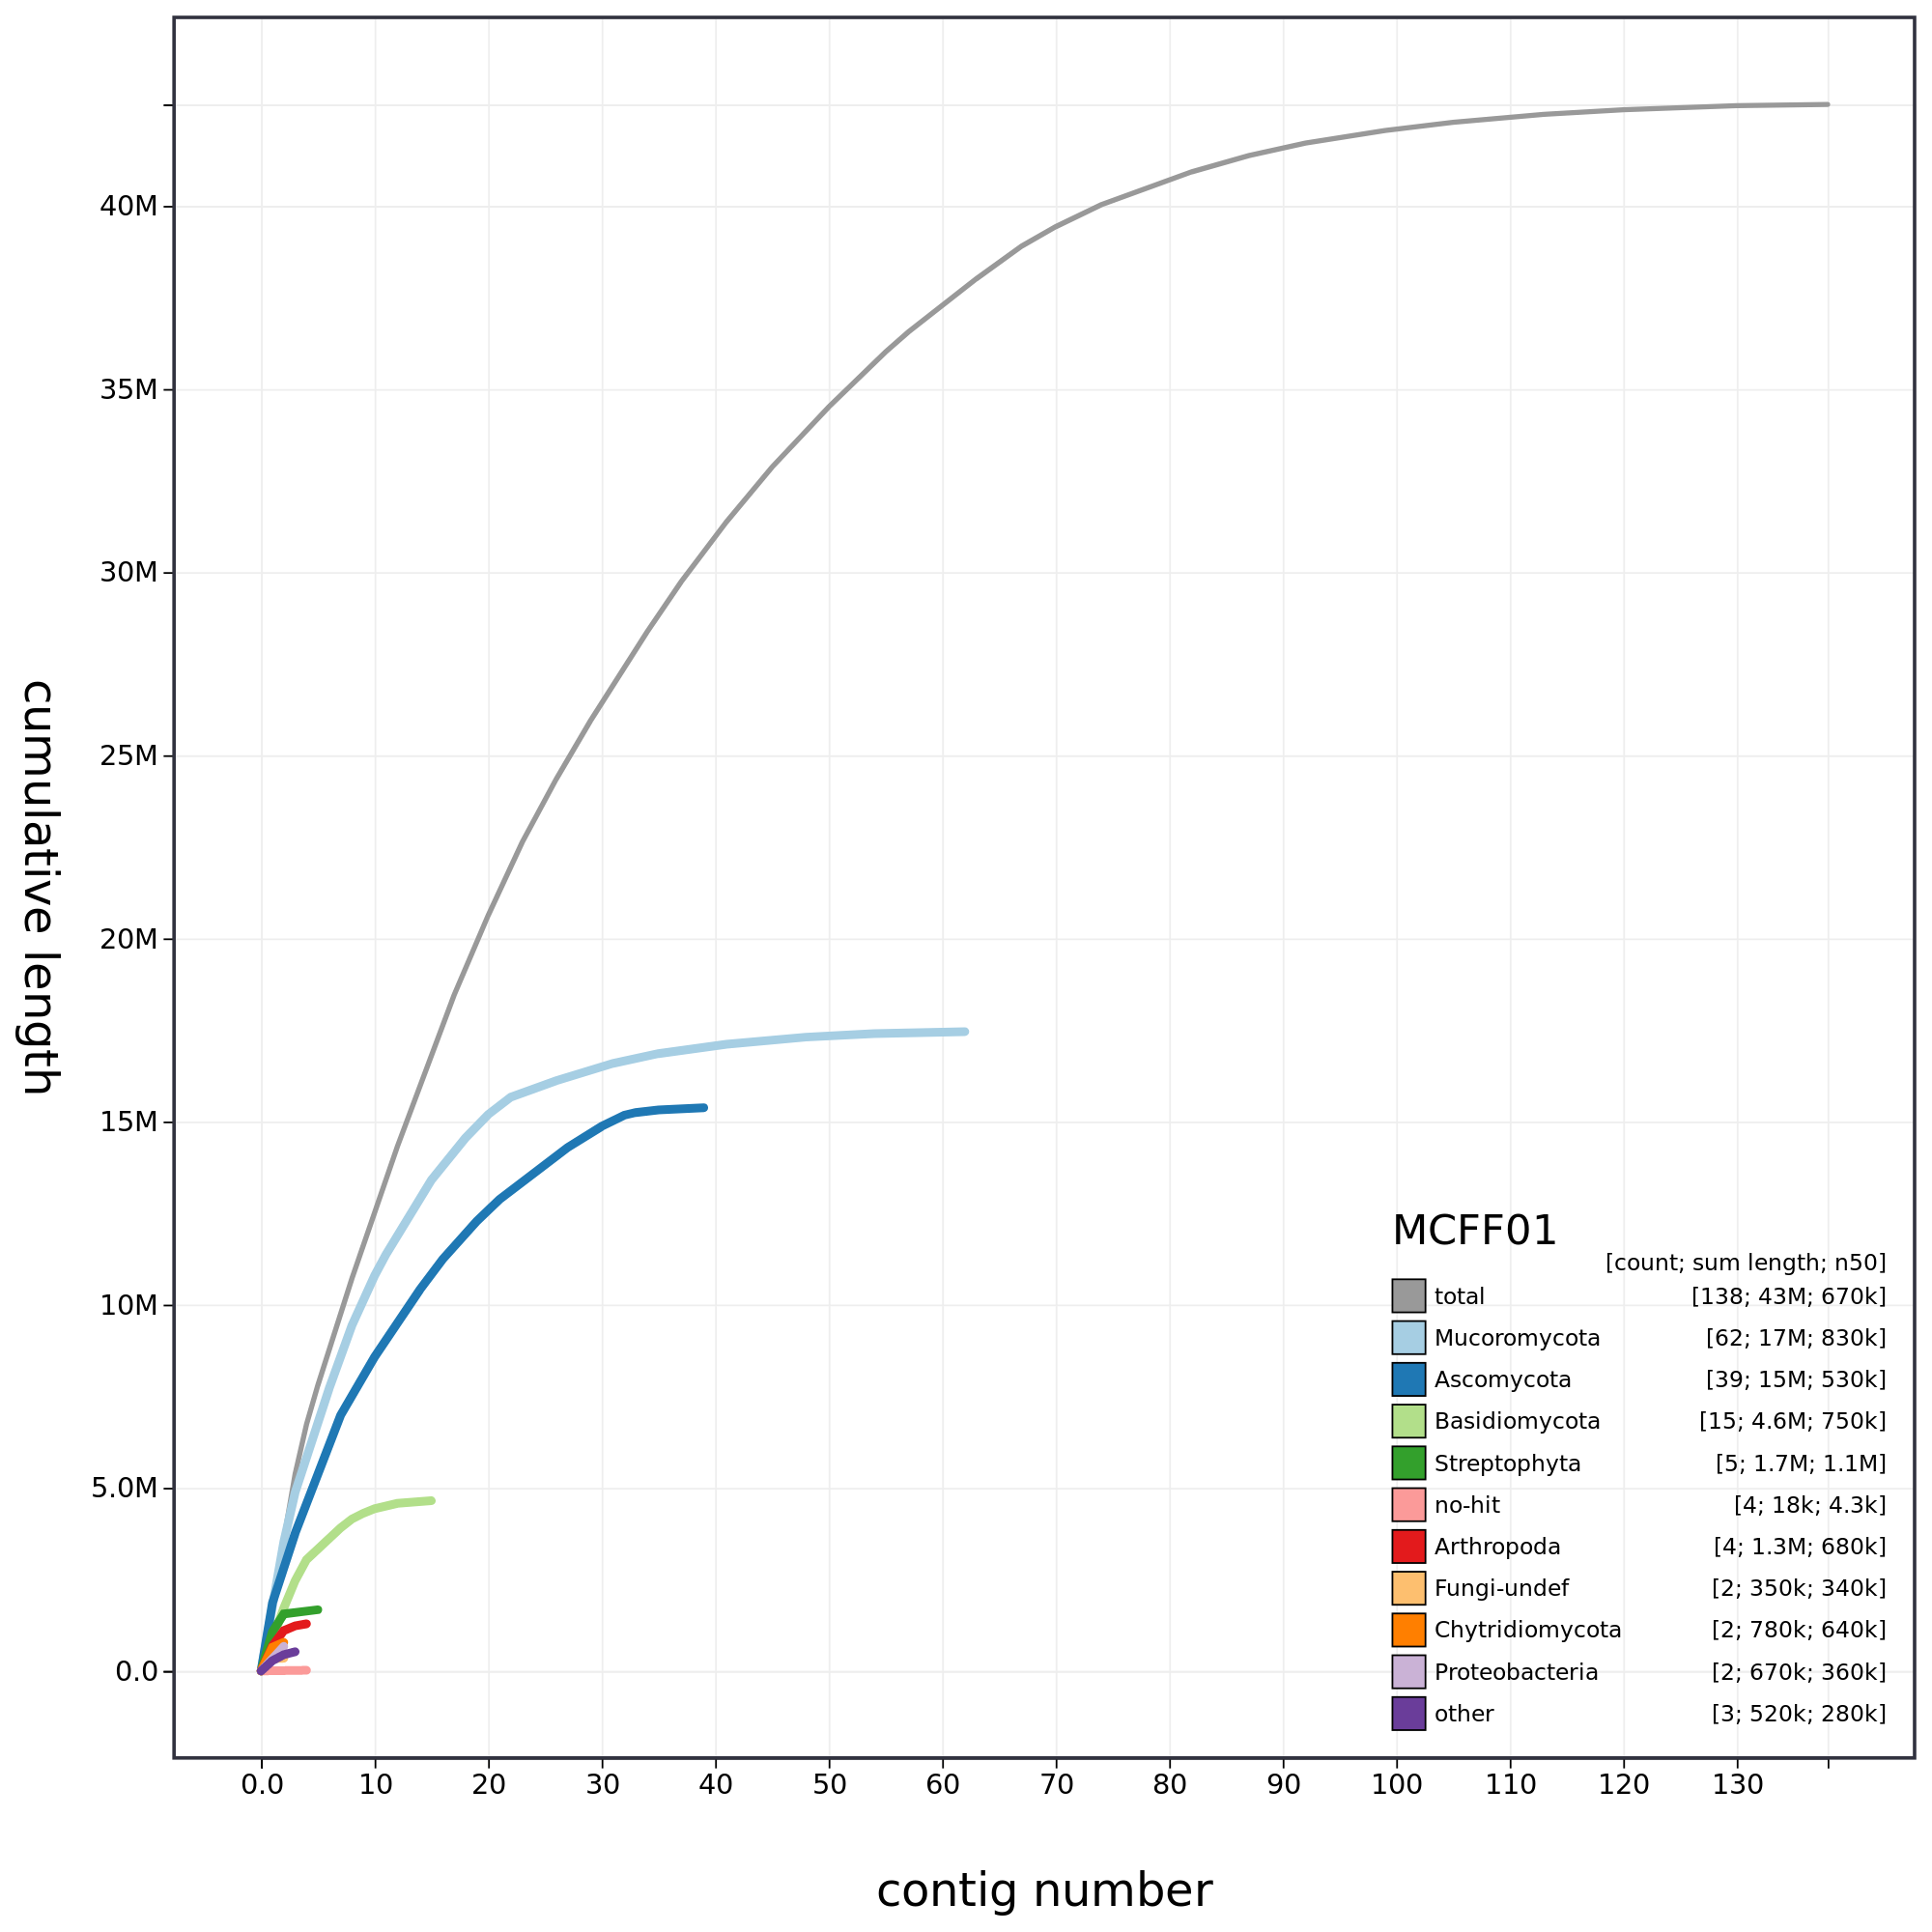 40M
35M
30M
25M
20M
15M
10M
5.0M
0.0
cumulative length
MCFF01
[count; sum length; n50]
total [138; 43M; 670k]
Mucoromycota [62; 17M; 830k]
Ascomycota [39; 15M; 530k]
Basidiomycota [15; 4.6M; 750k]
Streptophyta [5; 1.7M; 1.1M]
no-hit [4; 18k; 4.3k]
Arthropoda [4; 1.3M; 680k]
Fungi-undef [2; 350k; 340k]
Chytridiomycota [2; 780k; 640k]
Proteobacteria [2; 670k; 360k]
other [3; 520k; 280k]
0.0 10 20 30 40 50 60 70 80 90 100 110 120 130
contig number